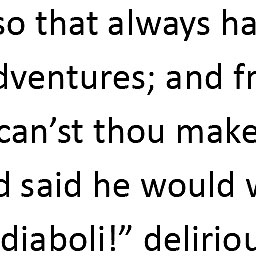 so that always ha
dventures; and fr
can’st thou make
d said he would w
diaboli!” deliriou